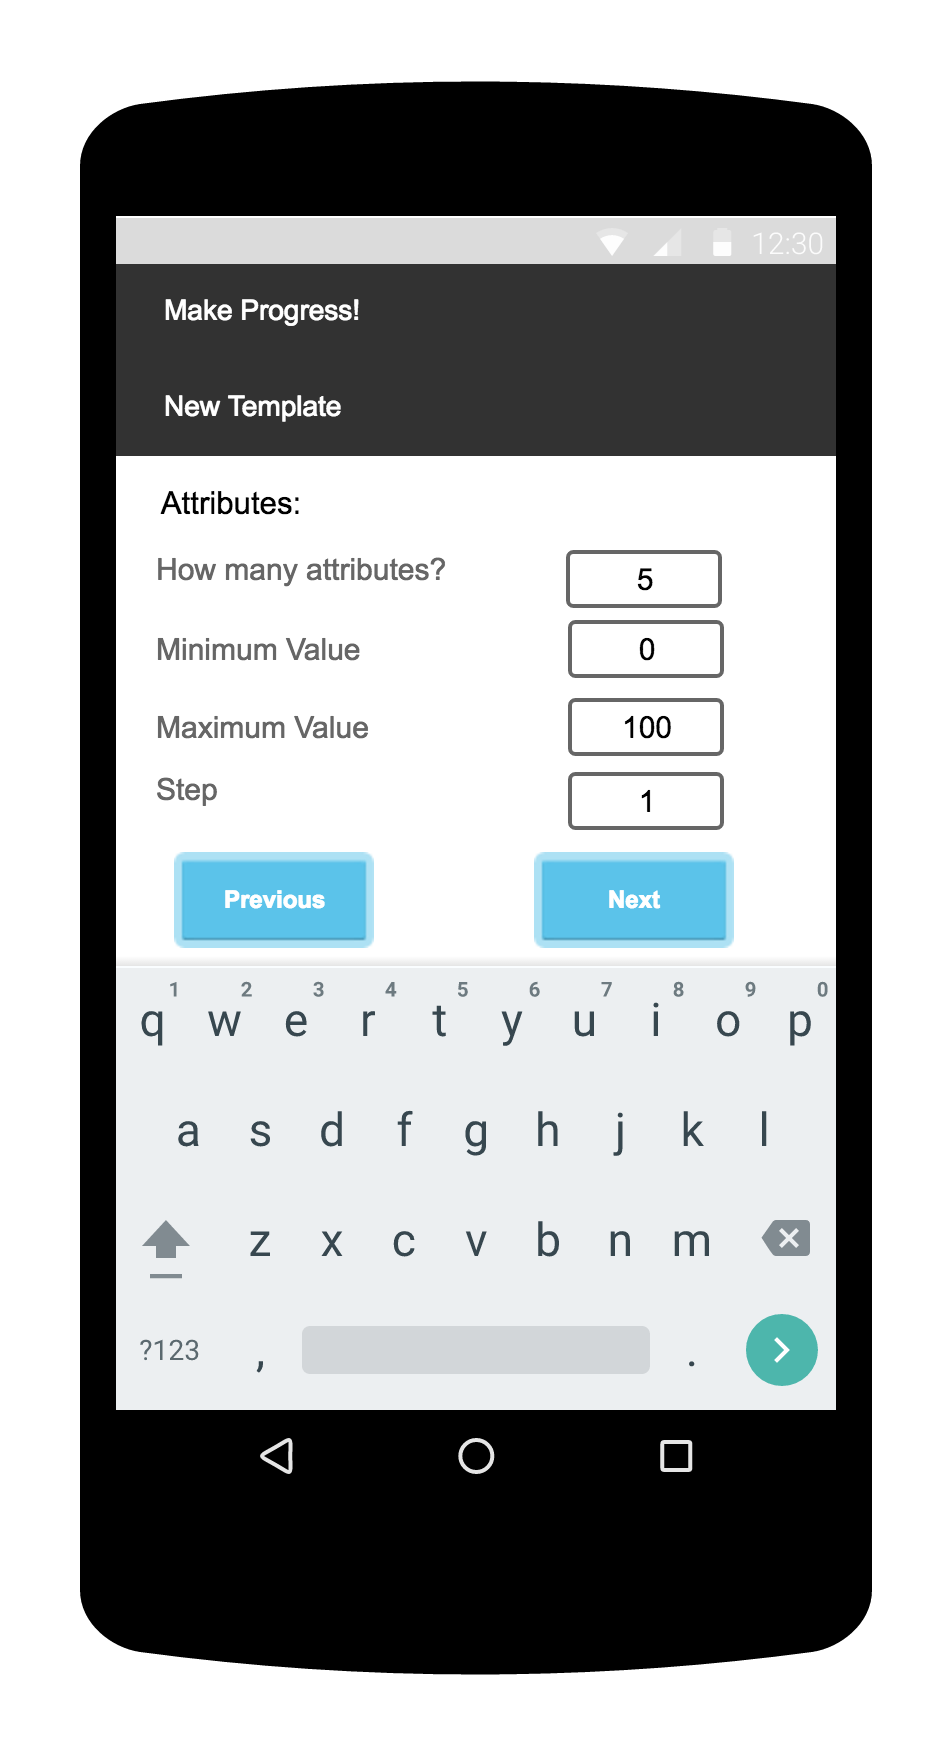 12:30
Make Progress!
New Template
Attributes:
How many attributes? 5
Minimum Value 0
Maximum Value 100
Step 1
Previous Next
1 2 3 4 5 6 7 8 9 0
q w e r t y u i o p
a s d f g h j k l
z x c v b n m
?123 , .